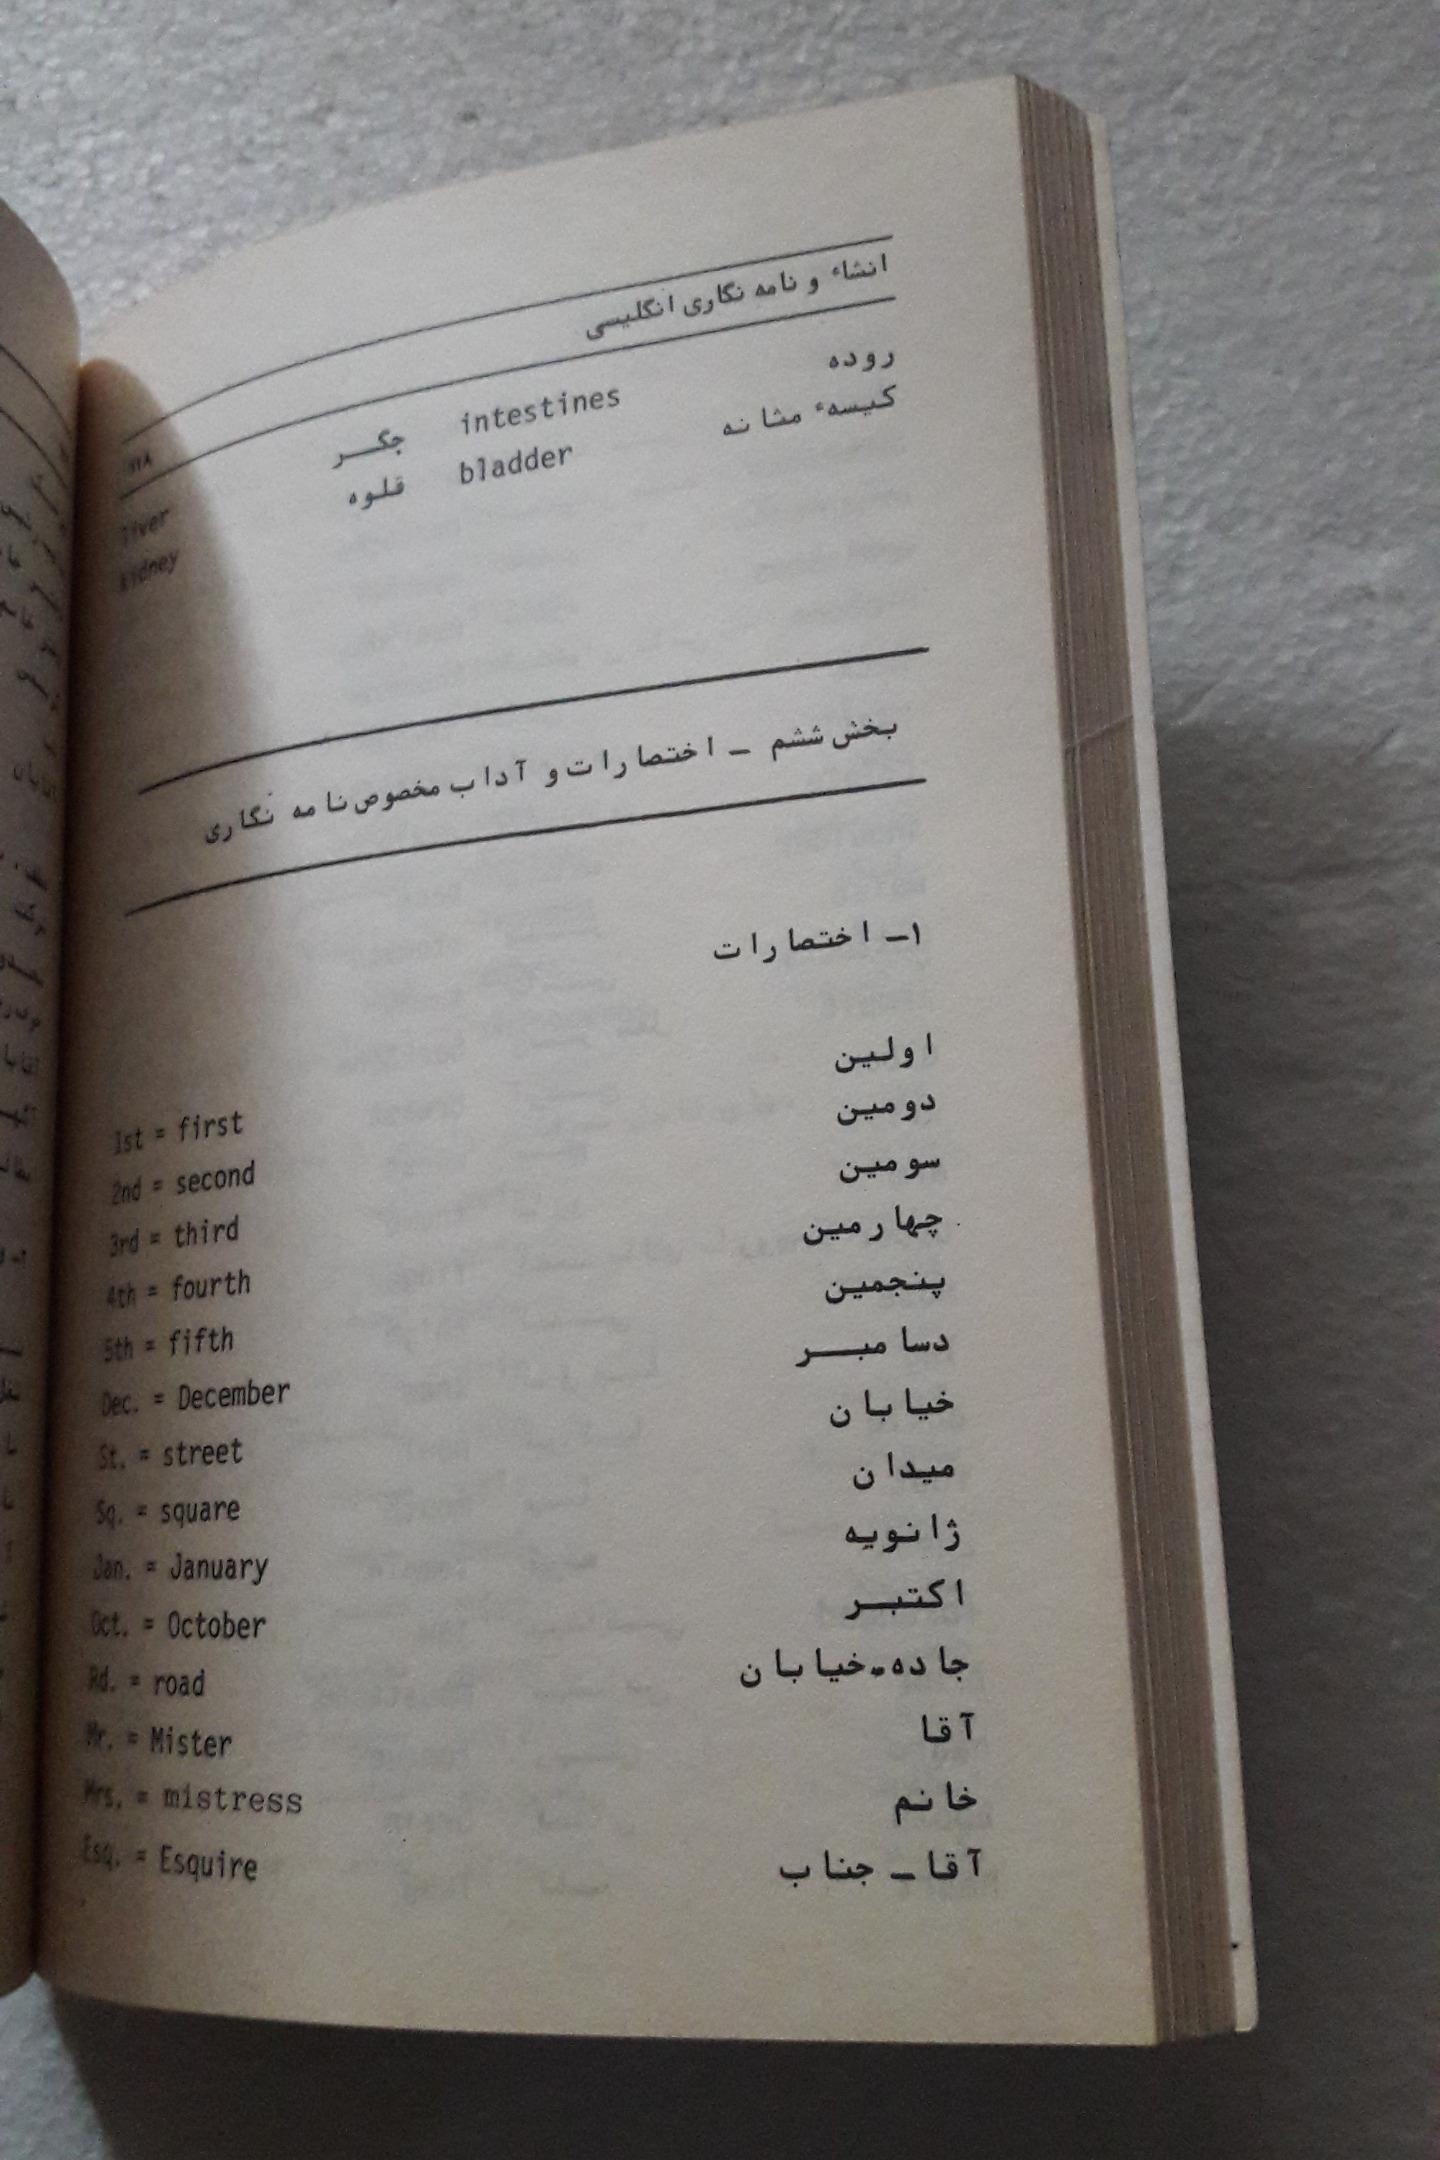 انشاء و نامه نگاری انگلیسی
liver جگر intestines روده
kidney قلوه bladder کیسهء مثانه
بخش ششم - اختصارات و آداب مخصوص نامه نگاری
۱- اختصارات
1st = first اولین
2nd = second دومین
3rd = third سومین
4th = fourth چهارمین
5th = fifth پنجمین
Dec. = December دسامبر
St. = street خیابان
Sq. = square میدان
Jan. = January ژانویه
Oct. = October اکتبر
Rd. = road جاده-خیابان
Mr. = Mister آقا
Mrs. = mistress خانم
Esq. = Esquire آقا - جناب